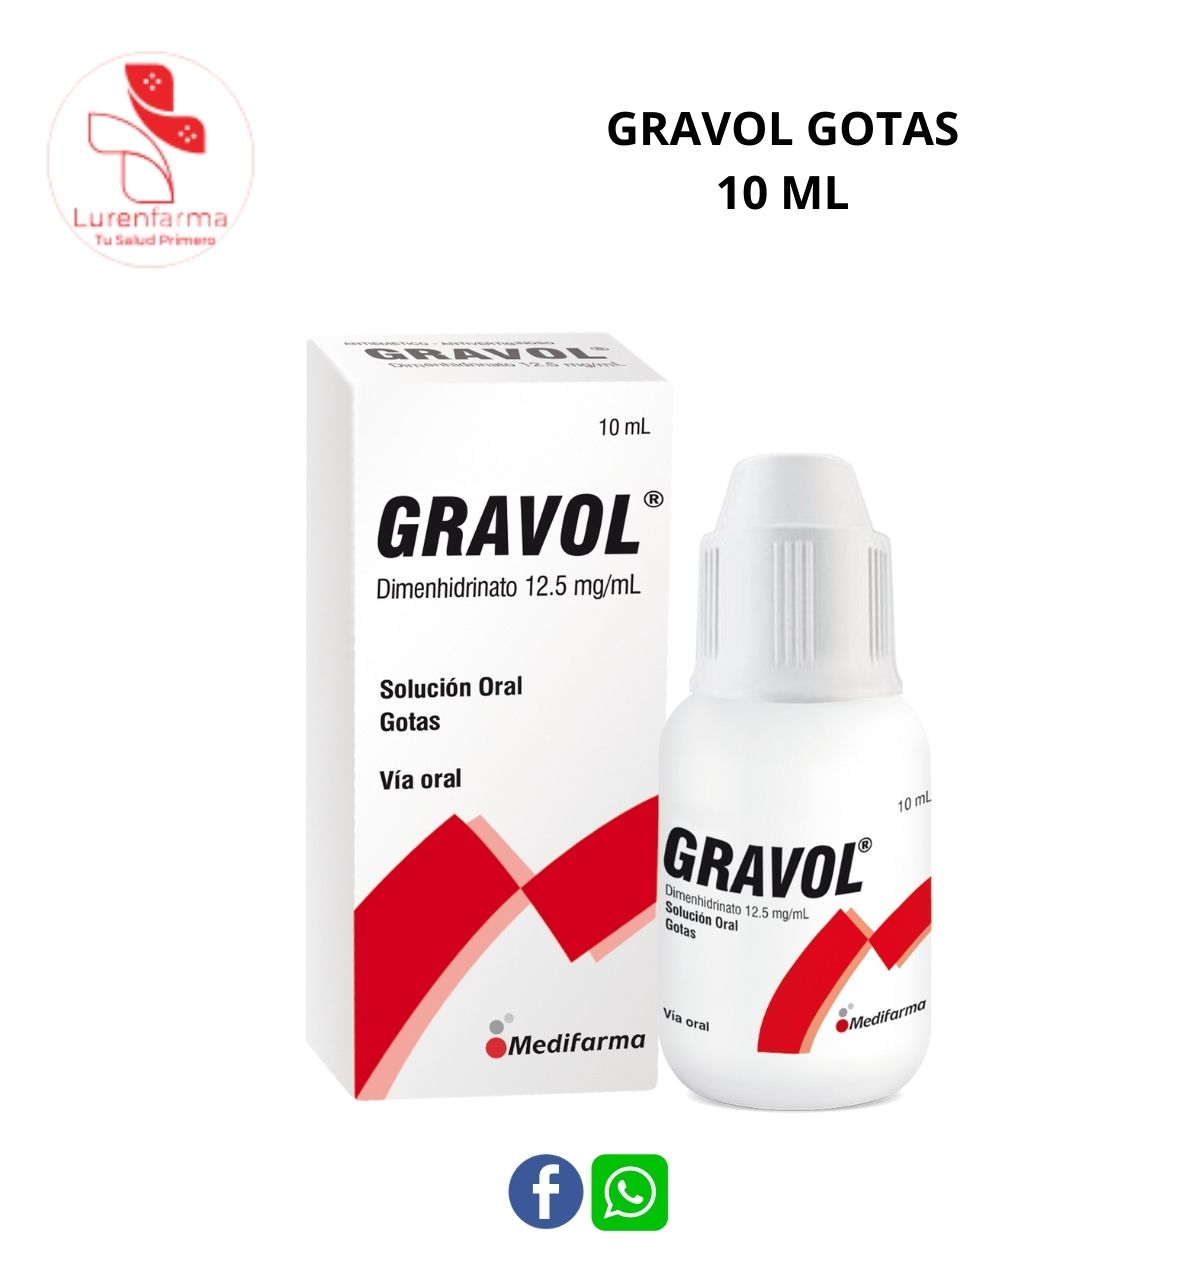 Lurenfarma
Tu Salud Primero
GRAVOL GOTAS
10 ML
ANTIEMÉTICO - ANTIVERTIGINOSO
GRAVOL®
Dimenhidrinato 12.5 mg/mL
10 mL
GRAVOL®
Dimenhidrinato 12.5 mg/mL
Solución Oral
Gotas
Vía oral
Medifarma
10 mL
GRAVOL®
Dimenhidrinato 12.5 mg/mL
Solución Oral
Gotas
Vía oral
Medifarma